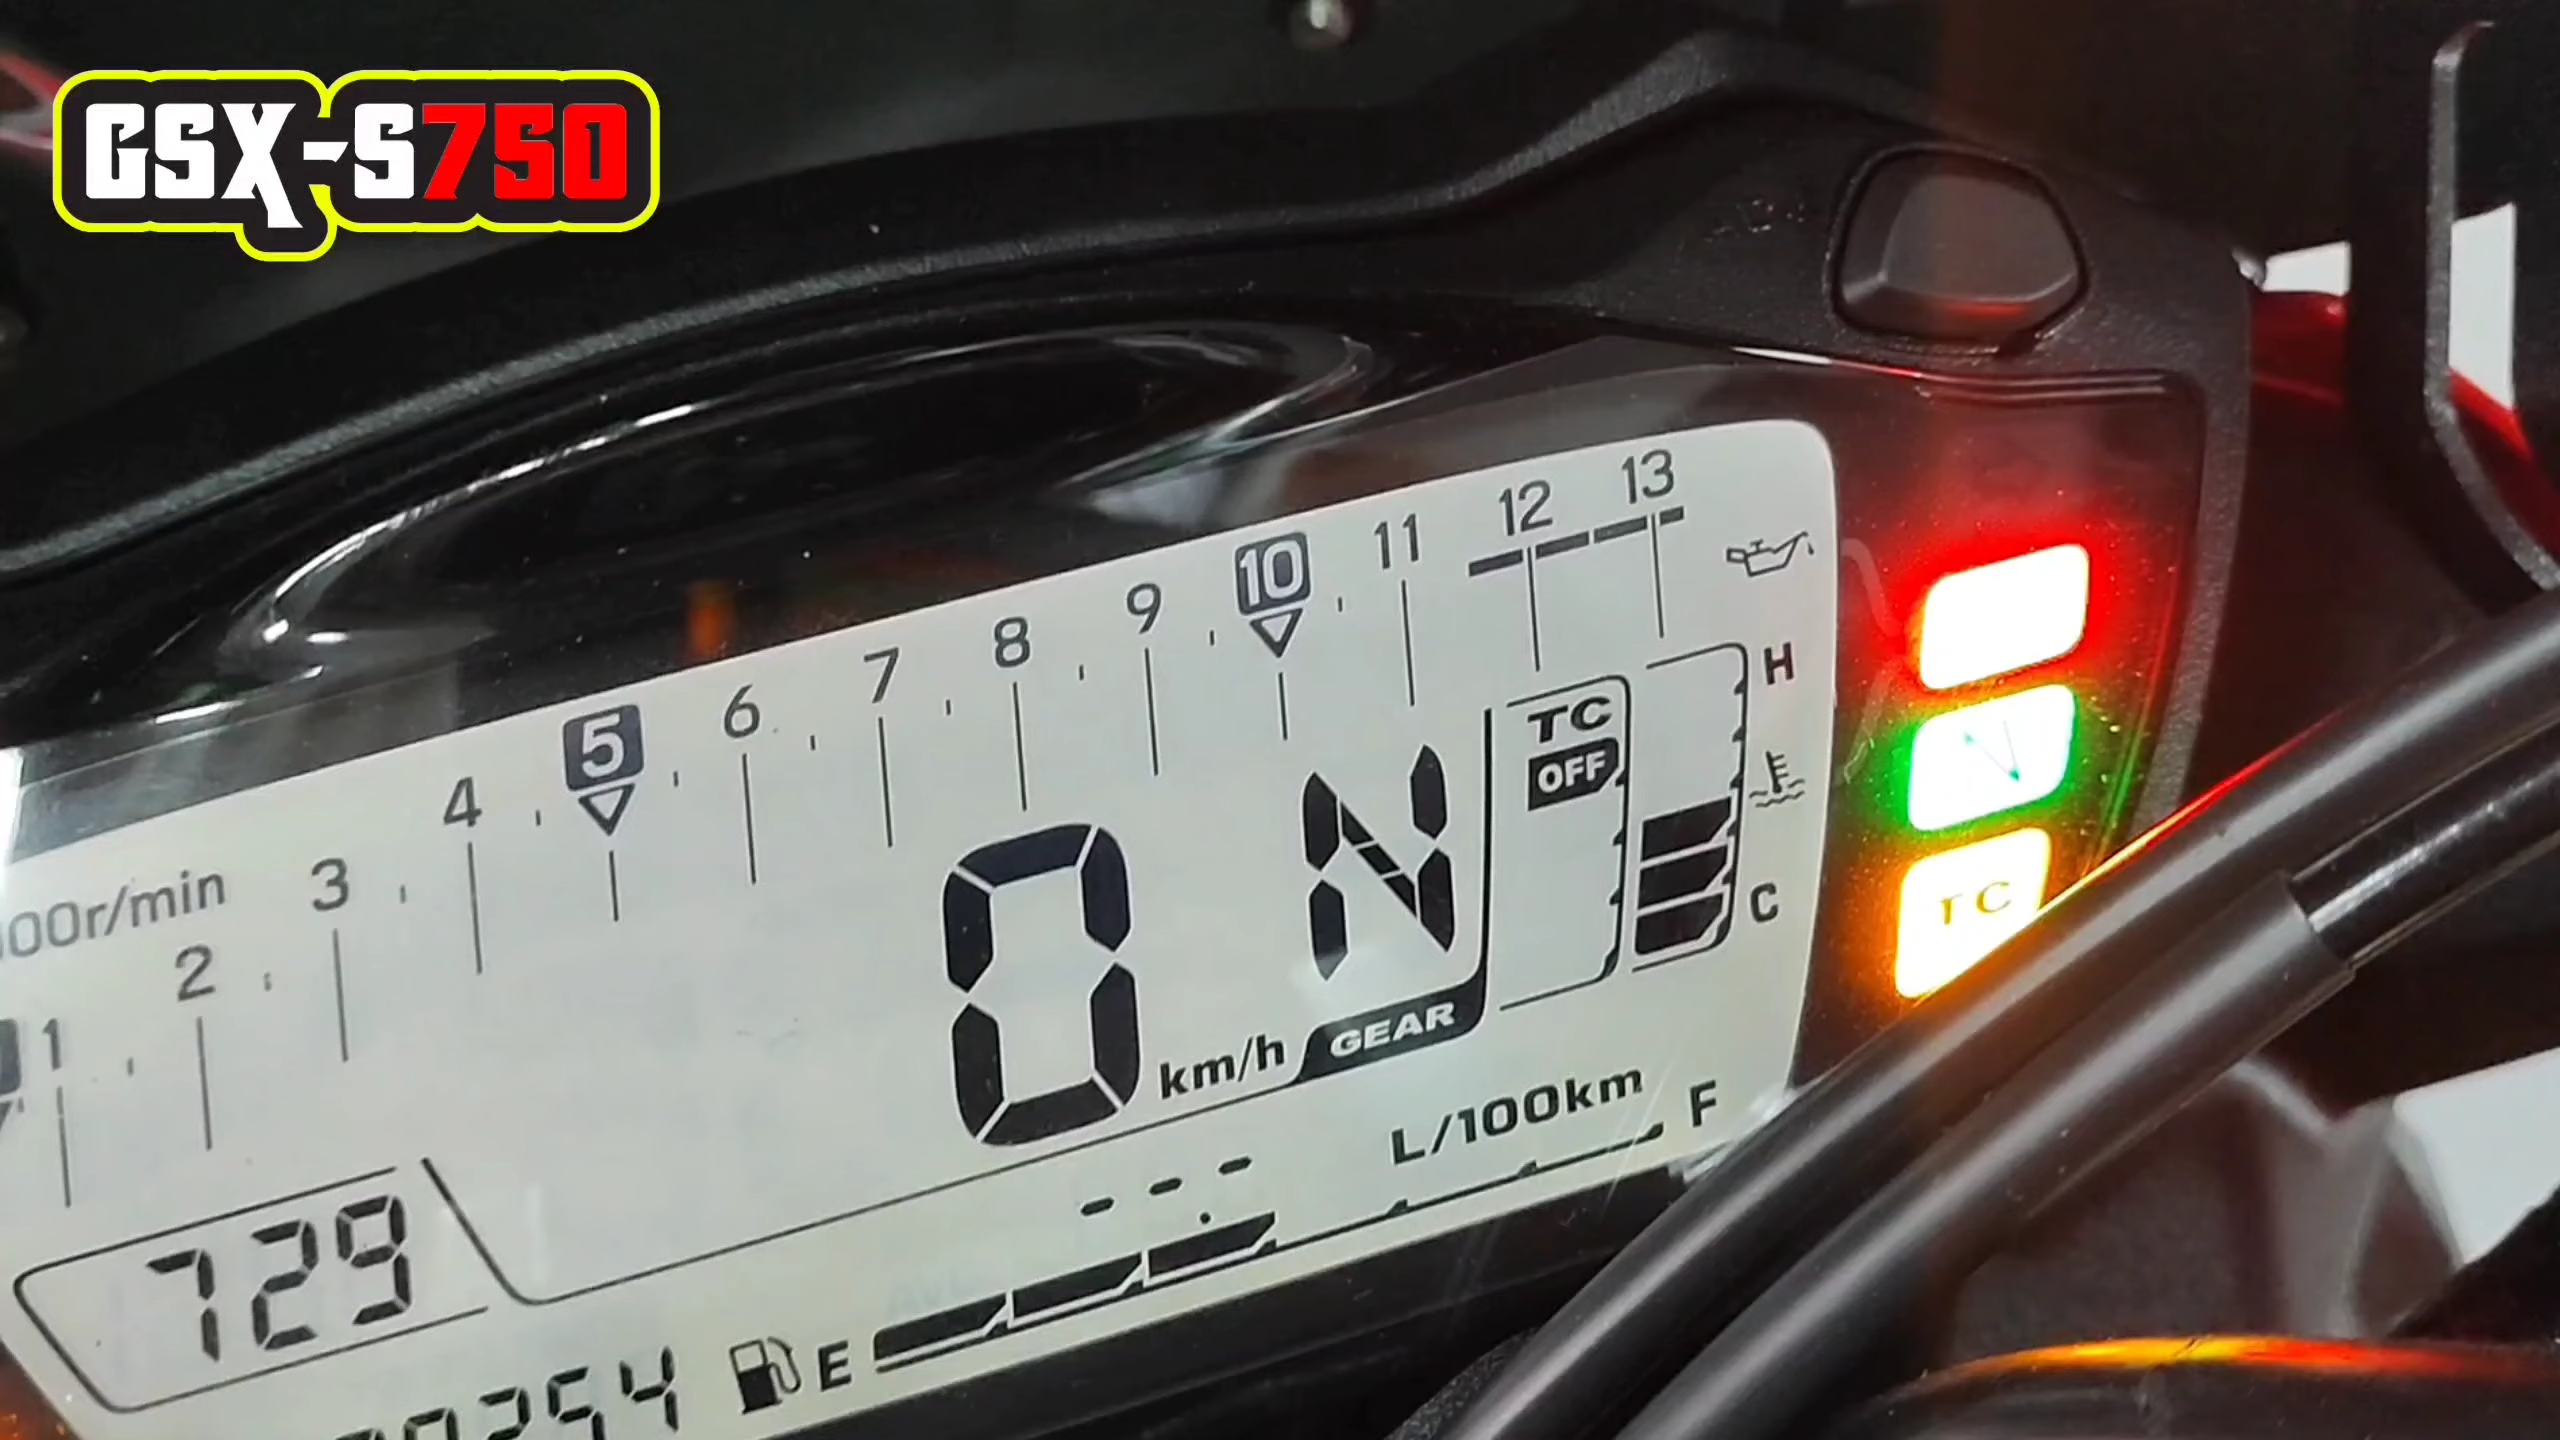 GSX-S750
1 2 3 4 5 6 7 8 9 10 11 12 13
00r/min
TC
OFF
H
C
0 km/h
N
GEAR
N
TC
L/100km
---
729
E F